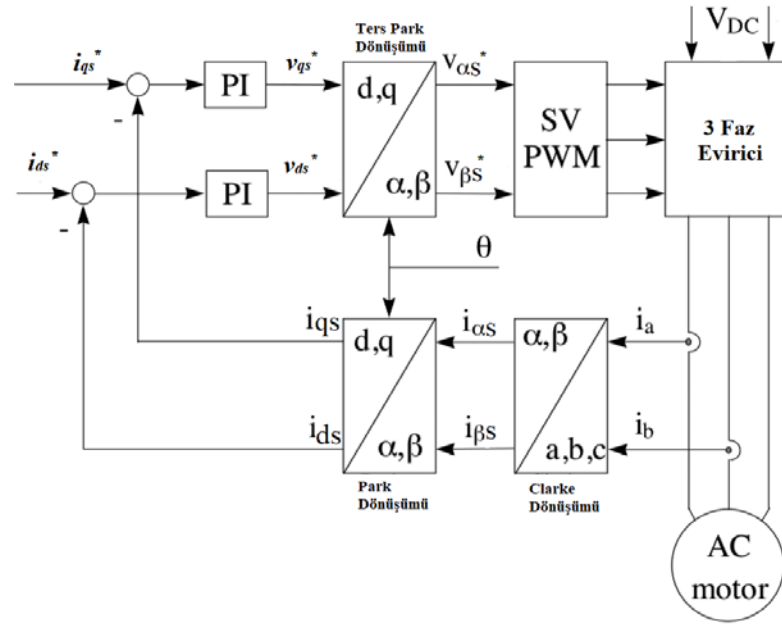 Ters Park
Dönüşümü
V_DC
i_qs*
PI
v_qs*
d,q
v_αs*
SV
PWM
3 Faz
Evirici
-
i_ds*
PI
v_ds*
α,β
v_βs*
-
θ
i_qs
d,q
i_αs
α,β
i_a
i_ds
α,β
i_βs
a,b,c
i_b
Park
Dönüşümü
Clarke
Dönüşümü
AC
motor